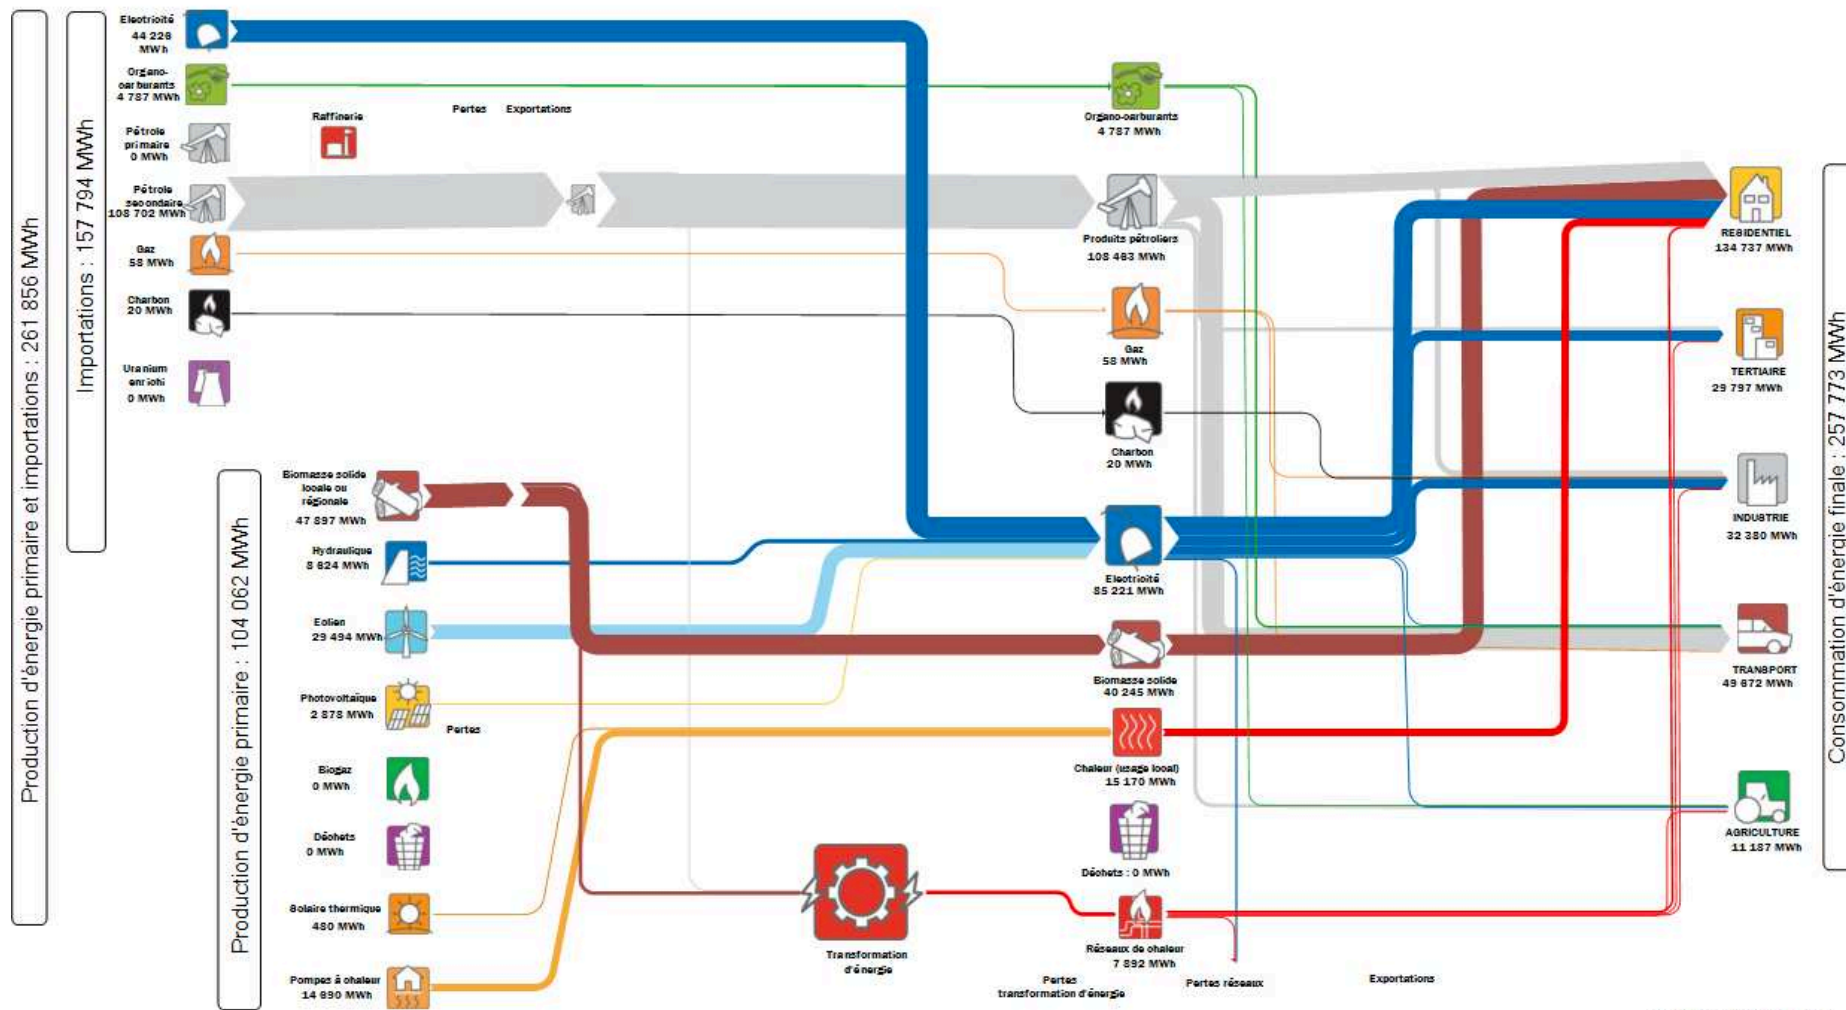 Production d'énergie primaire et importations : 261 856 MWh
Importations : 157 794 MWh
Electricité
44 226
MWh
Organo-
carburants
4 787 MWh
Pétrole
primaire
0 MWh
Pétrole
secondaire
108 702 MWh
Gaz
58 MWh
Charbon
20 MWh
Uranium
enrichi
0 MWh
Raffinerie
Pertes
Exportations
Production d'énergie primaire : 104 062 MWh
Biomasse solide
locale ou
régionale
47 897 MWh
Hydraulique
8 624 MWh
Eolien
29 494 MWh
Photovoltaïque
2 878 MWh
Pertes
Biogaz
0 MWh
Déchets
0 MWh
Solaire thermique
480 MWh
Pompes à chaleur
14 690 MWh
Transformation
d'énergie
Organo-carburants
4 787 MWh
Produits pétroliers
108 463 MWh
Gaz
58 MWh
Charbon
20 MWh
Electricité
85 221 MWh
Biomasse solide
40 245 MWh
Chaleur (usage local)
15 170 MWh
Déchets : 0 MWh
Réseaux de chaleur
7 892 MWh
Pertes
transformation d'énergie
Pertes réseaux
Exportations
RESIDENTIEL
134 737 MWh
TERTIAIRE
29 797 MWh
INDUSTRIE
32 380 MWh
TRANSPORT
49 672 MWh
AGRICULTURE
11 187 MWh
Consommation d'énergie finale : 257 773 MWh